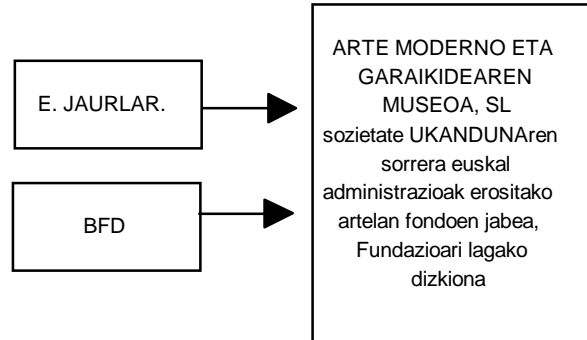 E. JAURLAR.
BFD
ARTE MODERNO ETA
GARAIKIDEAREN
MUSEOA, SL
sozietate UKANDUNAren
sorrera euskal
administrazioak erositako
artelan fondoen jabea,
Fundazioari lagako
dizkiona